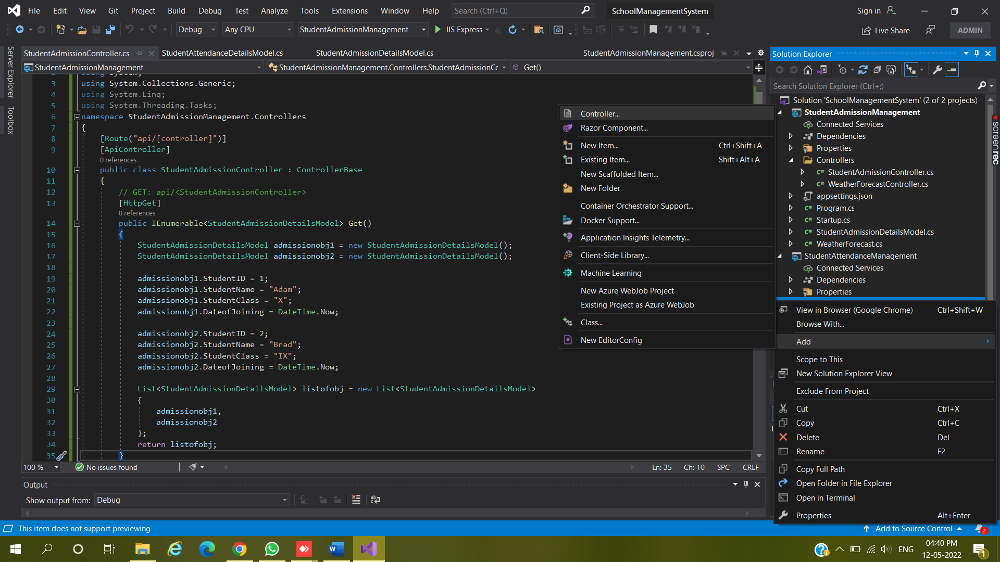 File Edit View Git Project Build Debug Test Analyze Tools Extensions Window Help Search (Ctrl+Q) SchoolManagementSystem Sign in
Debug Any CPU StudentAdmissionManagement IIS Express Live Share ADMIN
Server Explorer
Toolbox
StudentAdmissionController.cs StudentAttendanceDetailsModel.cs StudentAdmissionDetailsModel.cs StudentAdmissionManagement.csproj
StudentAdmissionManagement StudentAdmissionManagement.Controllers.StudentAdmissionCo Get()
3 using System.Collections.Generic;
4 using System.Linq;
5 using System.Threading.Tasks;
6 namespace StudentAdmissionManagement.Controllers
7 {
8 [Route("api/[controller]")]
9 [ApiController]
0 references
10 public class StudentAdmissionController : ControllerBase
11 {
12 // GET: api/<StudentAdmissionController>
13 [HttpGet]
0 references
14 public IEnumerable<StudentAdmissionDetailsModel> Get()
15 {
16 StudentAdmissionDetailsModel admissionobj1 = new StudentAdmissionDetailsModel();
17 StudentAdmissionDetailsModel admissionobj2 = new StudentAdmissionDetailsModel();
18
19 admissionobj1.StudentID = 1;
20 admissionobj1.StudentName = "Adam";
21 admissionobj1.StudentClass = "X";
22 admissionobj1.DateofJoining = DateTime.Now;
23
24 admissionobj2.StudentID = 2;
25 admissionobj2.StudentName = "Brad";
26 admissionobj2.StudentClass = "IX";
27 admissionobj2.DateofJoining = DateTime.Now;
28
29 List<StudentAdmissionDetailsModel> listofobj = new List<StudentAdmissionDetailsModel>
30 {
31 admissionobj1,
32 admissionobj2
33 };
34 return listofobj;
35 }
100 % No issues found Ln: 35 Ch: 10 SPC CRLF
Output
Show output from: Debug
Controller...
Razor Component...
New Item... Ctrl+Shift+A
Existing Item... Shift+Alt+A
New Scaffolded Item...
New Folder
Container Orchestrator Support...
Docker Support...
Application Insights Telemetry...
Client-Side Library...
Machine Learning
New Azure WebJob Project
Existing Project as Azure WebJob
Class...
New EditorConfig
Solution Explorer
Search Solution Explorer (Ctrl+;)
Solution 'SchoolManagementSystem' (2 of 2 projects)
StudentAdmissionManagement
Connected Services
Dependencies
Properties
Controllers
C# StudentAdmissionController.cs
C# WeatherForecastController.cs
appsettings.json
C# Program.cs
C# Startup.cs
C# StudentAdmissionDetailsModel.cs
C# WeatherForecast.cs
StudentAttendanceManagement
Connected Services
Dependencies
Properties
screenrec
View in Browser (Google Chrome) Ctrl+Shift+W
Browse With...
Add
Scope to This
New Solution Explorer View
Exclude From Project
Cut Ctrl+X
Copy Ctrl+C
Delete Del
Rename F2
Copy Full Path
Open Folder in File Explorer
Open in Terminal
Properties Alt+Enter
This item does not support previewing Add to Source Control 2
ENG 04:40 PM
12-05-2022 1